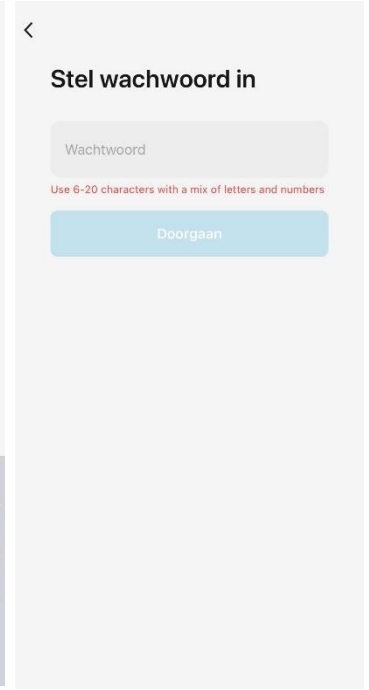 Stel wachwoord in
Wachtwoord
Use 6-20 characters with a mix of letters and numbers
Doorgaan